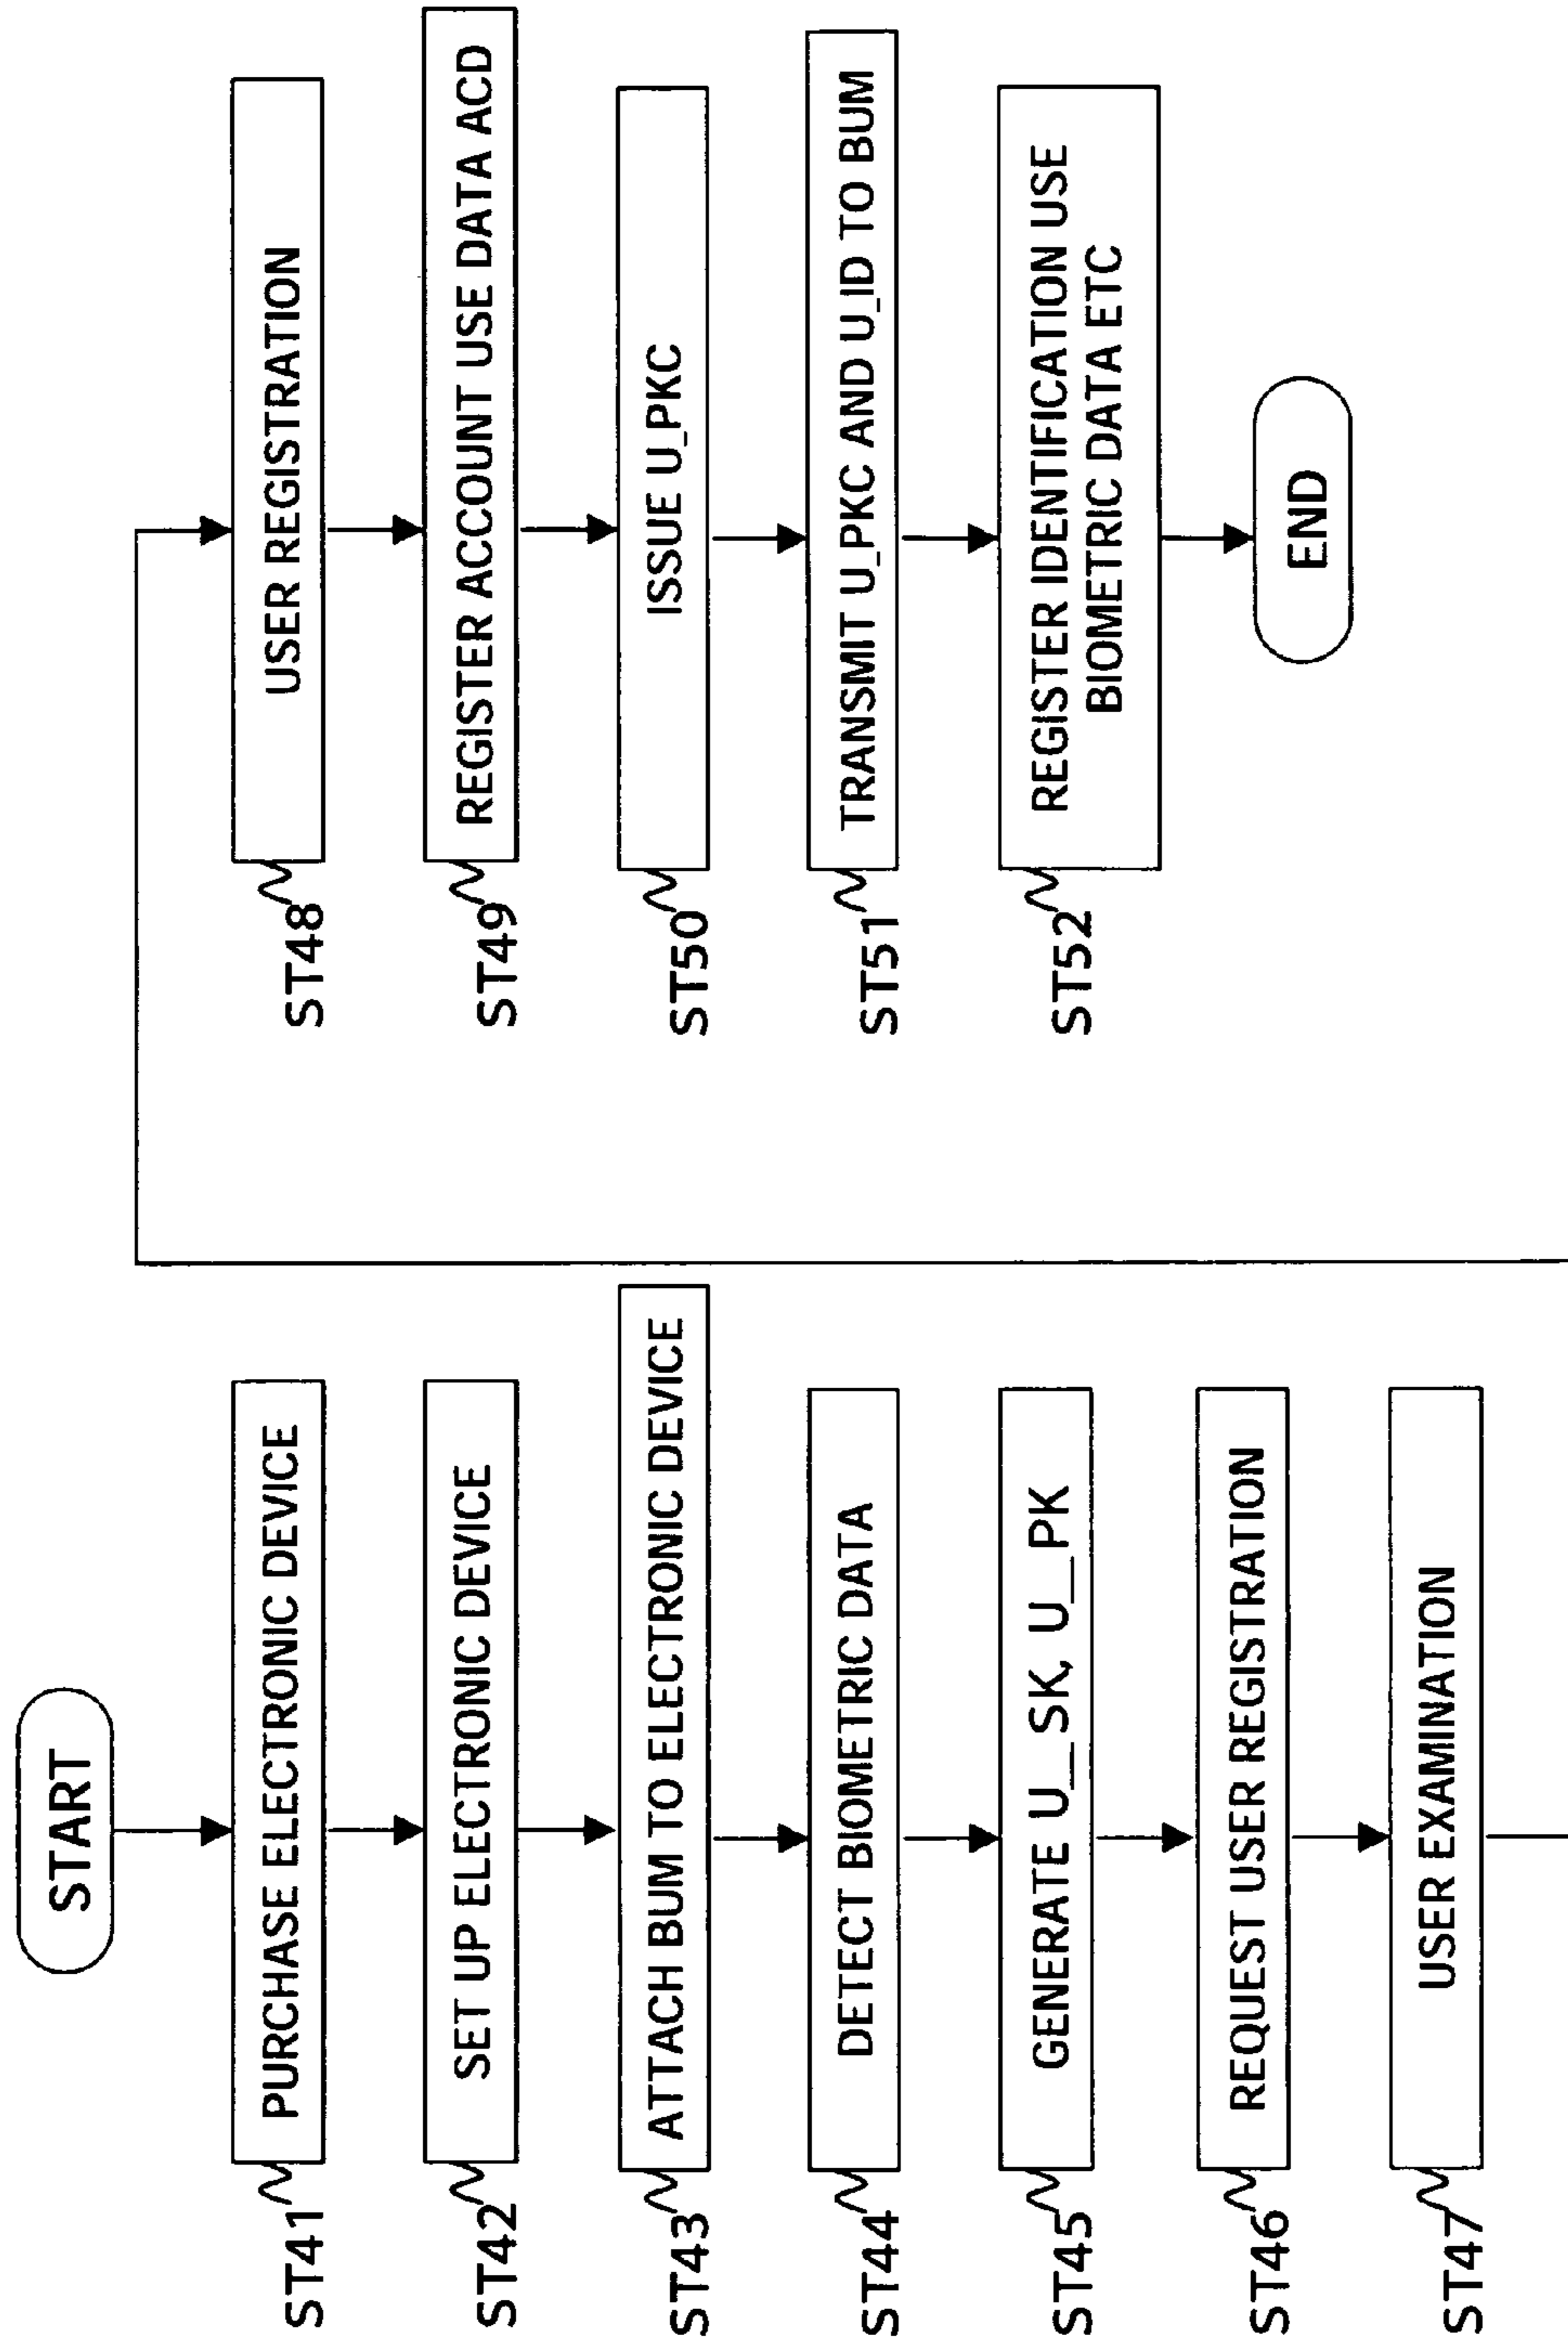 START
ST41
PURCHASE ELECTRONIC DEVICE
ST42
SET UP ELECTRONIC DEVICE
ST43
ATTACH BUM TO ELECTRONIC DEVICE
ST44
DETECT BIOMETRIC DATA
ST45
GENERATE U_SK, U_PK
ST46
REQUEST USER REGISTRATION
ST47
USER EXAMINATION
ST48
USER REGISTRATION
ST49
REGISTER ACCOUNT USE DATA ACD
ST50
ISSUE U_PKC
ST51
TRANSMIT U_PKC AND U_ID TO BUM
ST52
REGISTER IDENTIFICATION USE
BIOMETRIC DATA ETC
END